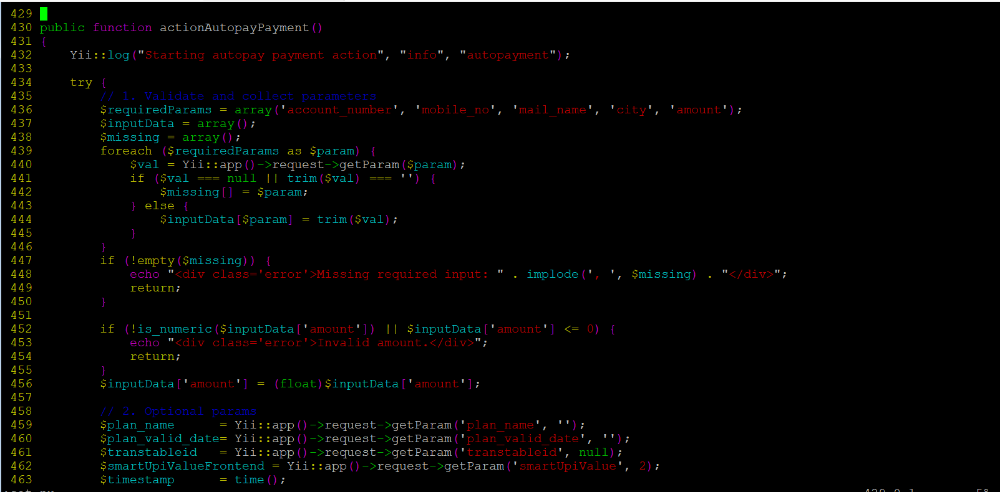 429
430 public function actionAutopayPayment()
431 {
432     Yii::log("Starting autopay payment action", "info", "autopayment");
433
434     try {
435         // 1. Validate and collect parameters
436         $requiredParams = array('account_number', 'mobile_no', 'mail_name', 'city', 'amount');
437         $inputData = array();
438         $missing = array();
439         foreach ($requiredParams as $param) {
440             $val = Yii::app()->request->getParam($param);
441             if ($val === null || trim($val) === '') {
442                 $missing[] = $param;
443             } else {
444                 $inputData[$param] = trim($val);
445             }
446         }
447         if (!empty($missing)) {
448             echo "<div class='error'>Missing required input: " . implode(', ', $missing) . "</div>";
449             return;
450         }
451
452         if (!is_numeric($inputData['amount']) || $inputData['amount'] <= 0) {
453             echo "<div class='error'>Invalid amount.</div>";
454             return;
455         }
456         $inputData['amount'] = (float)$inputData['amount'];
457
458         // 2. Optional params
459         $plan_name      = Yii::app()->request->getParam('plan_name', '');
460         $plan_valid_date= Yii::app()->request->getParam('plan_valid_date', '');
461         $transtableid   = Yii::app()->request->getParam('transtableid', null);
462         $smartUpiValueFrontend = Yii::app()->request->getParam('smartUpiValue', 2);
463         $timestamp      = time();